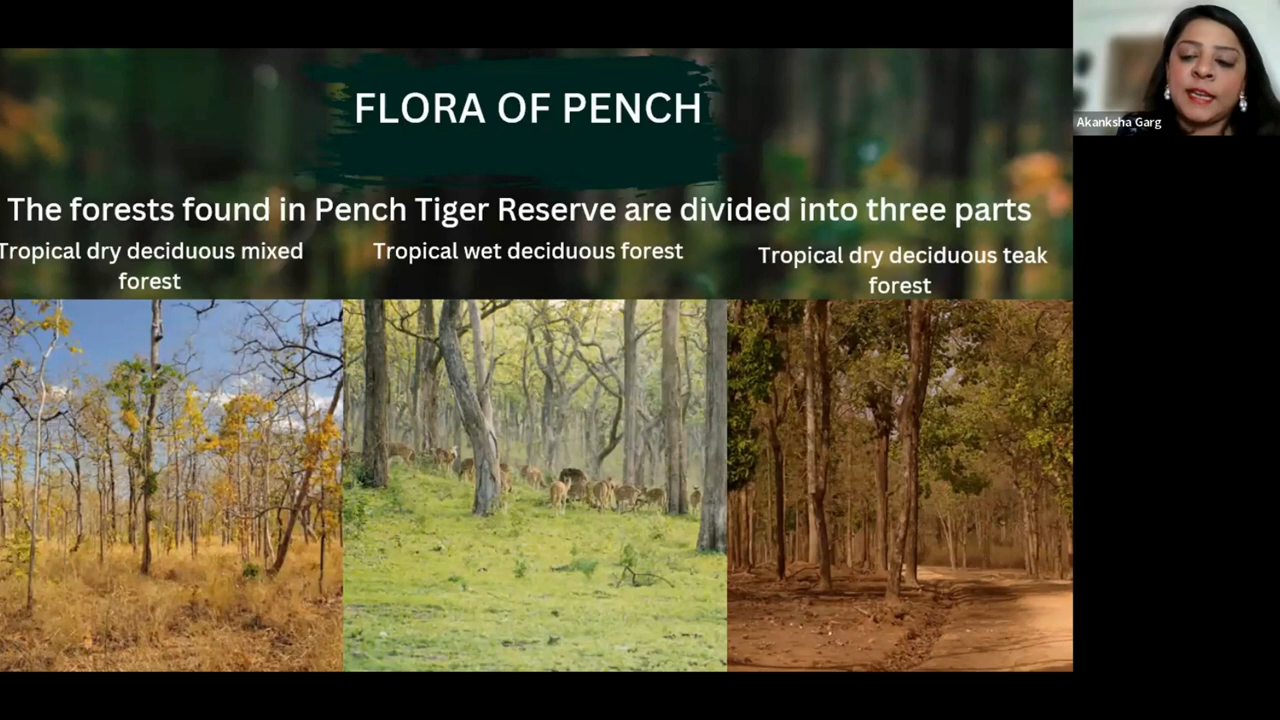 FLORA OF PENCH
Akanksha Garg
The forests found in Pench Tiger Reserve are divided into three parts
Tropical dry deciduous mixed
forest
Tropical wet deciduous forest
Tropical dry deciduous teak
forest